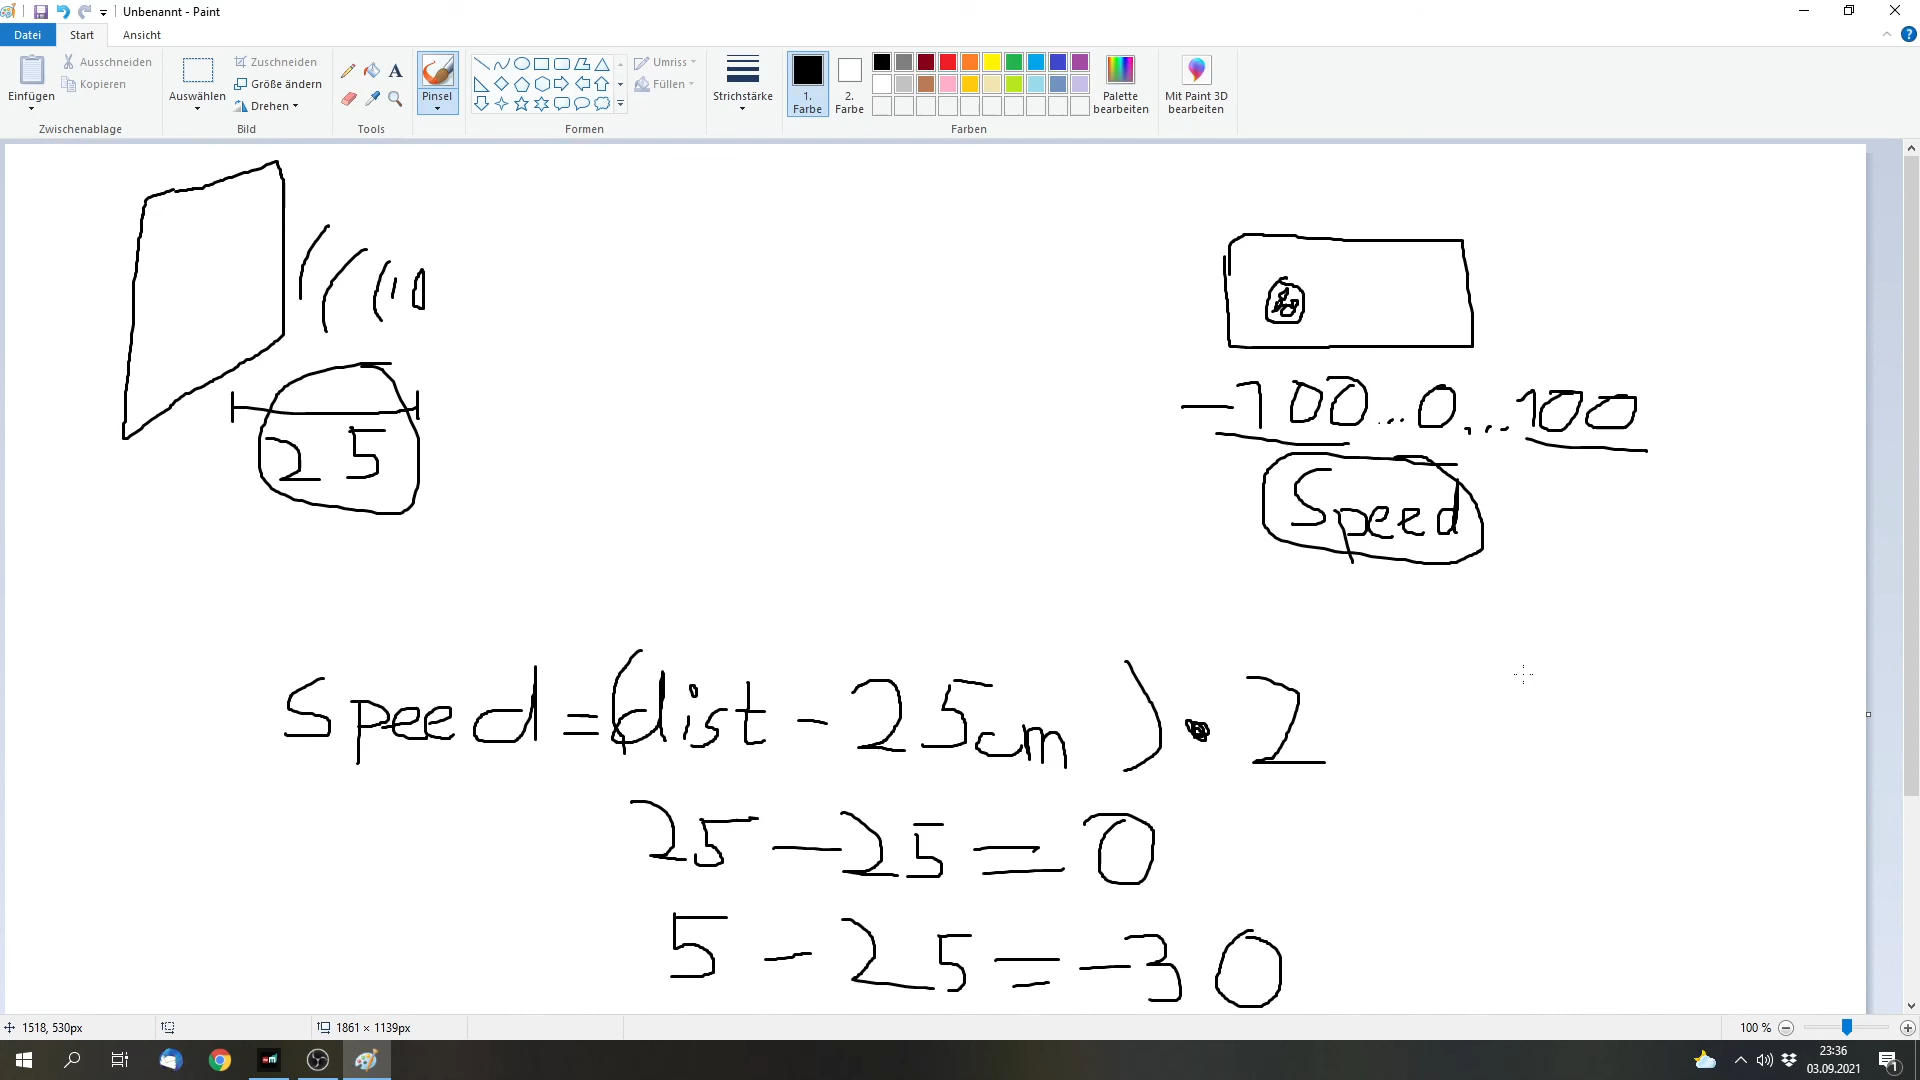 Unbenannt - Paint
Datei Start Ansicht
Einfügen
Ausschneiden
Kopieren
Zwischenablage
Auswählen
Zuschneiden
Größe ändern
Drehen
Bild
A
Tools
Pinsel
Formen
Umriss
Füllen
Strichstärke
1. Farbe
2. Farbe
Farben
Palette bearbeiten
Mit Paint 3D bearbeiten
25
-100...0...100
Speed
Speed = (dist - 25cm) • 2
25 - 25 = 0
5 - 25 = -30
1518, 530px
1861 × 1139px
100 %
23:36
03.09.2021
1